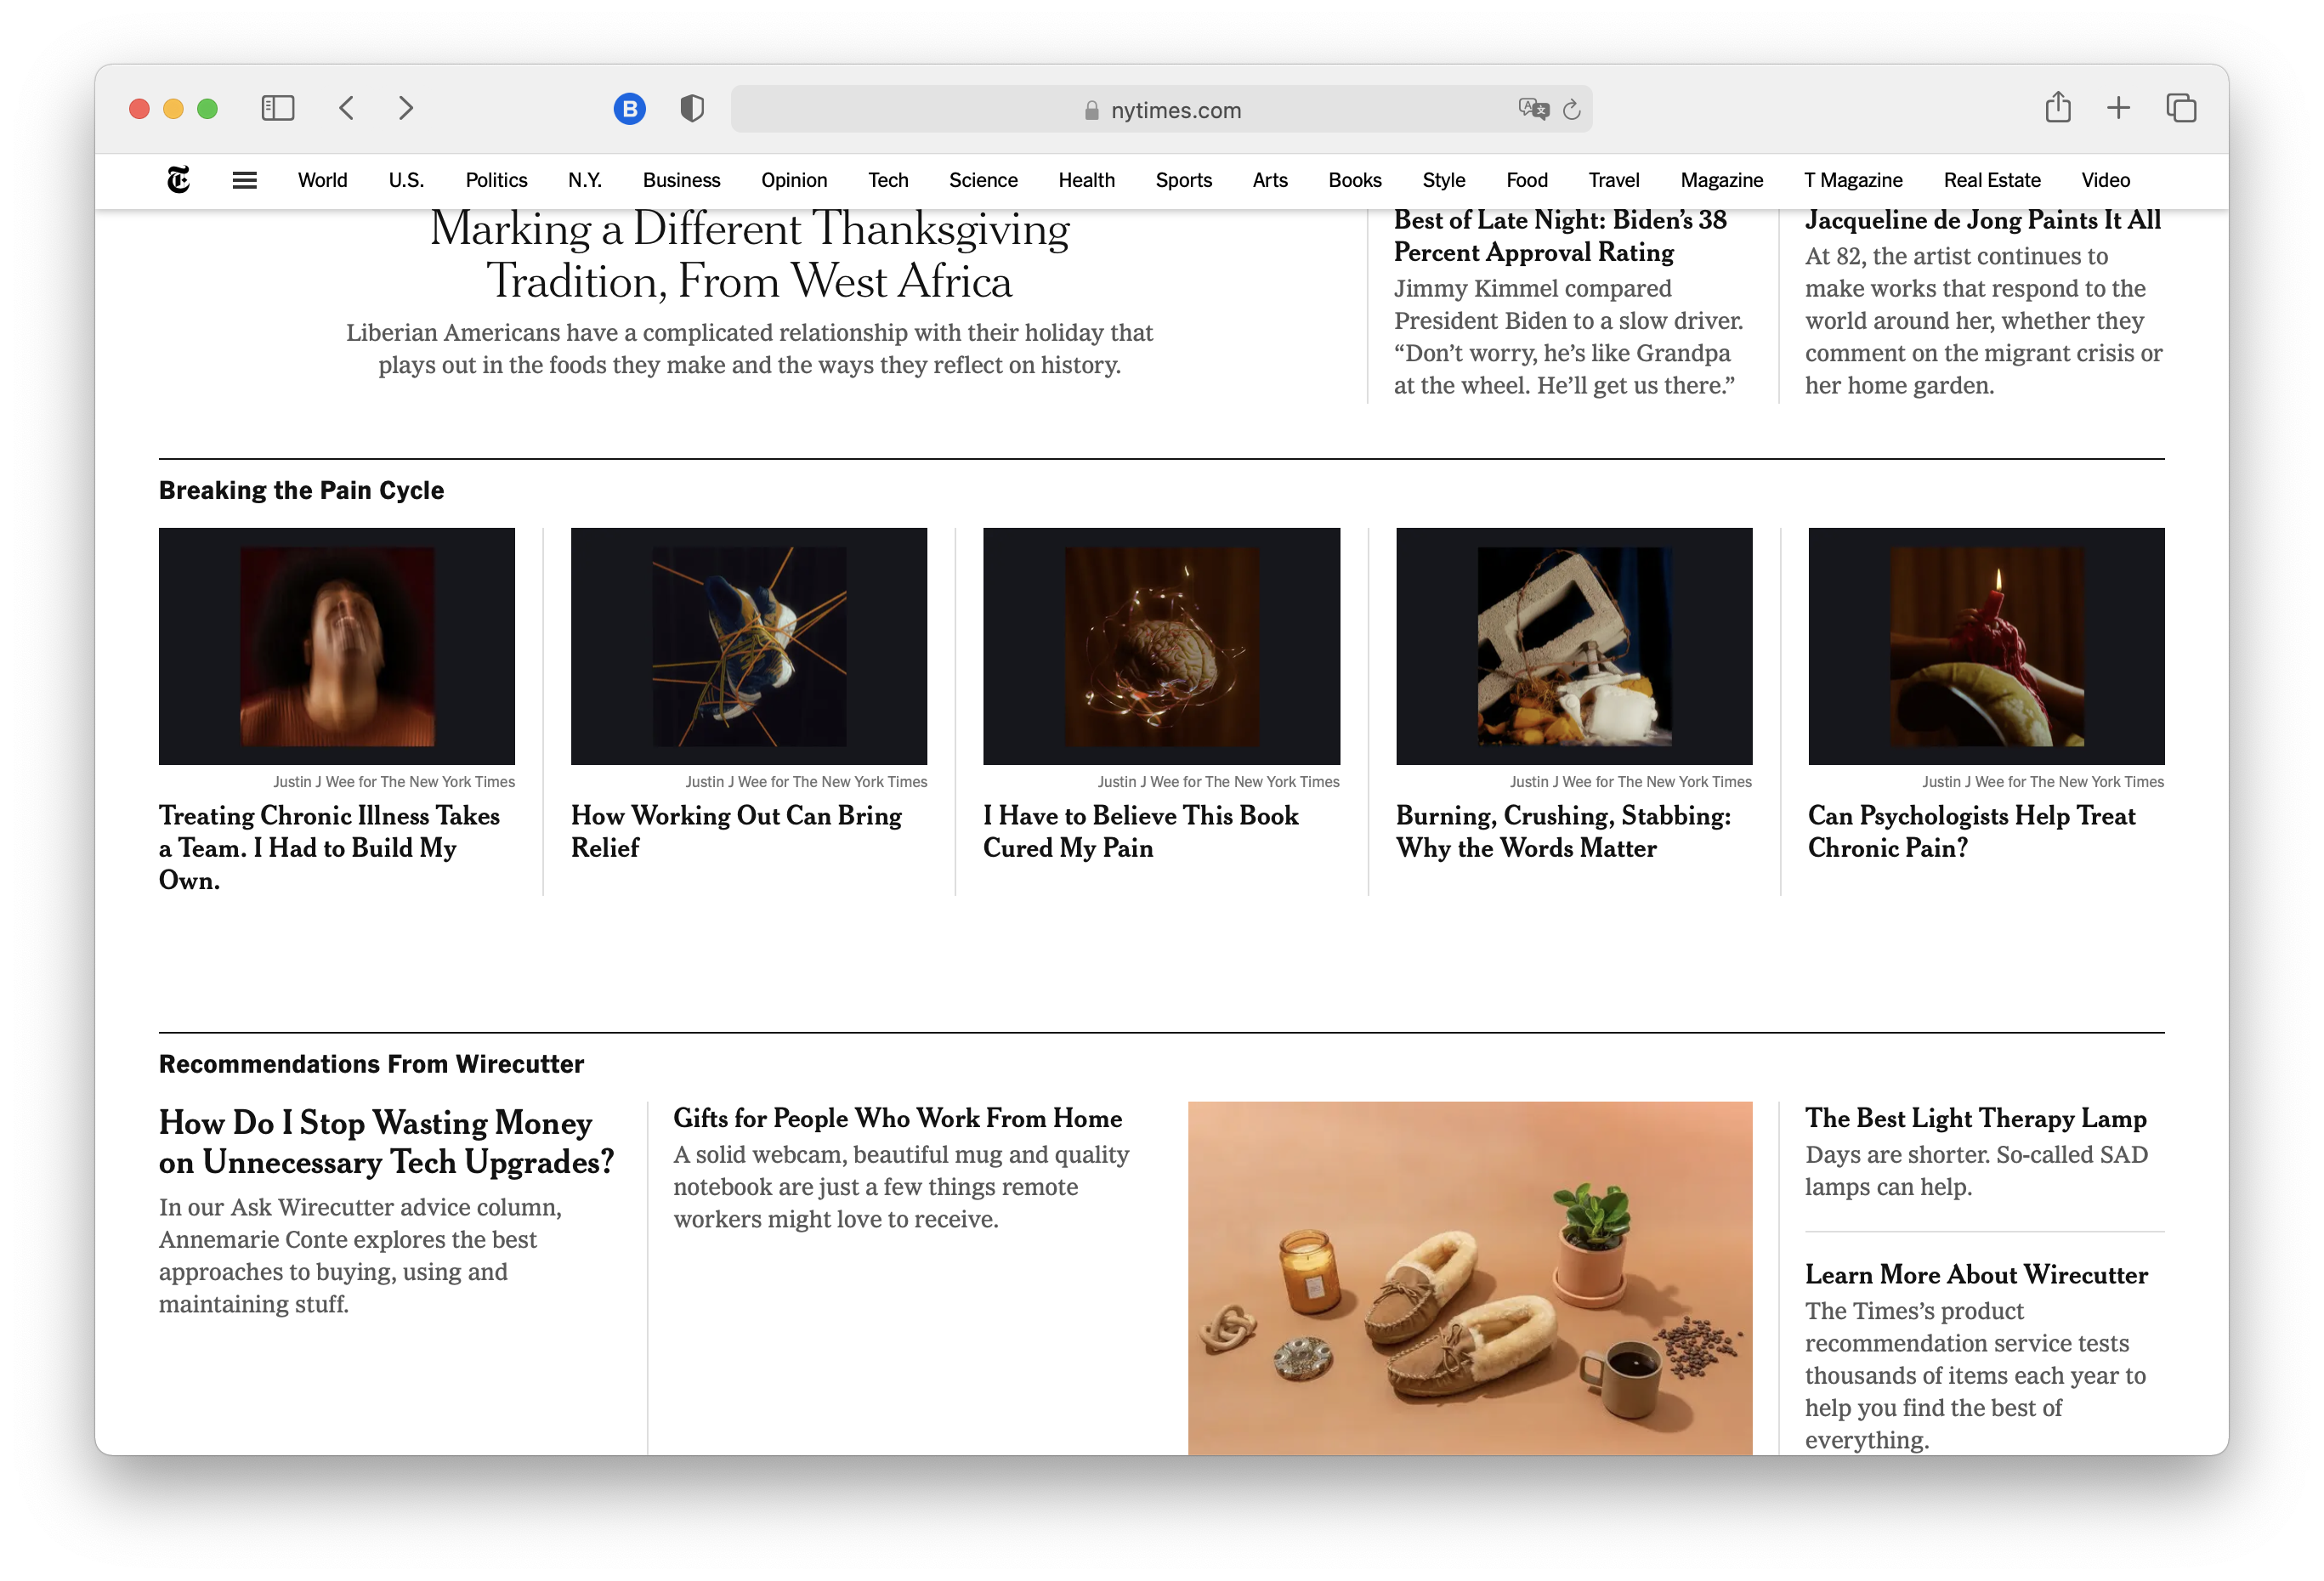 B
nytimes.com
World U.S. Politics N.Y. Business Opinion Tech Science Health Sports Arts Books Style Food Travel Magazine T Magazine Real Estate Video
Marking a Different Thanksgiving
Tradition, From West Africa
Liberian Americans have a complicated relationship with their holiday that
plays out in the foods they make and the ways they reflect on history.
Best of Late Night: Biden’s 38
Percent Approval Rating
Jimmy Kimmel compared
President Biden to a slow driver.
“Don’t worry, he’s like Grandpa
at the wheel. He’ll get us there.”
Jacqueline de Jong Paints It All
At 82, the artist continues to
make works that respond to the
world around her, whether they
comment on the migrant crisis or
her home garden.
Breaking the Pain Cycle
Justin J Wee for The New York Times
Treating Chronic Illness Takes
a Team. I Had to Build My
Own.
Justin J Wee for The New York Times
How Working Out Can Bring
Relief
Justin J Wee for The New York Times
I Have to Believe This Book
Cured My Pain
Justin J Wee for The New York Times
Burning, Crushing, Stabbing:
Why the Words Matter
Justin J Wee for The New York Times
Can Psychologists Help Treat
Chronic Pain?
Recommendations From Wirecutter
How Do I Stop Wasting Money
on Unnecessary Tech Upgrades?
In our Ask Wirecutter advice column,
Annemarie Conte explores the best
approaches to buying, using and
maintaining stuff.
Gifts for People Who Work From Home
A solid webcam, beautiful mug and quality
notebook are just a few things remote
workers might love to receive.
The Best Light Therapy Lamp
Days are shorter. So-called SAD
lamps can help.
Learn More About Wirecutter
The Times’s product
recommendation service tests
thousands of items each year to
help you find the best of
everything.